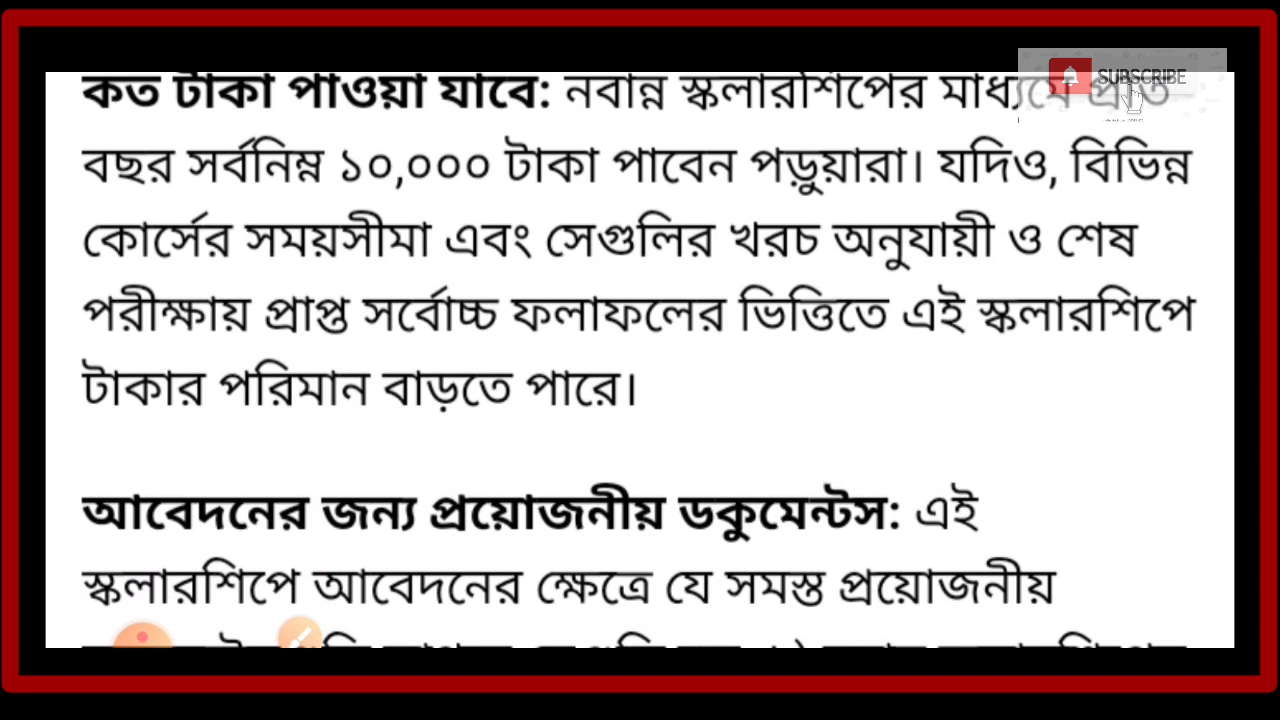 কত টাকা পাওয়া যাবে: নবান্ন স্কলারশিপের মাধ্যমে প্রতি
SUBSCRIBE
বছর সর্বনিম্ন ১০,০০০ টাকা পাবেন পড়ুয়ারা। যদিও, বিভিন্ন
কোর্সের সময়সীমা এবং সেগুলির খরচ অনুযায়ী ও শেষ
পরীক্ষায় প্রাপ্ত সর্বোচ্চ ফলাফলের ভিত্তিতে এই স্কলারশিপে
টাকার পরিমান বাড়তে পারে।
আবেদনের জন্য প্রয়োজনীয় ডকুমেন্টস: এই
স্কলারশিপে আবেদনের ক্ষেত্রে যে সমস্ত প্রয়োজনীয়